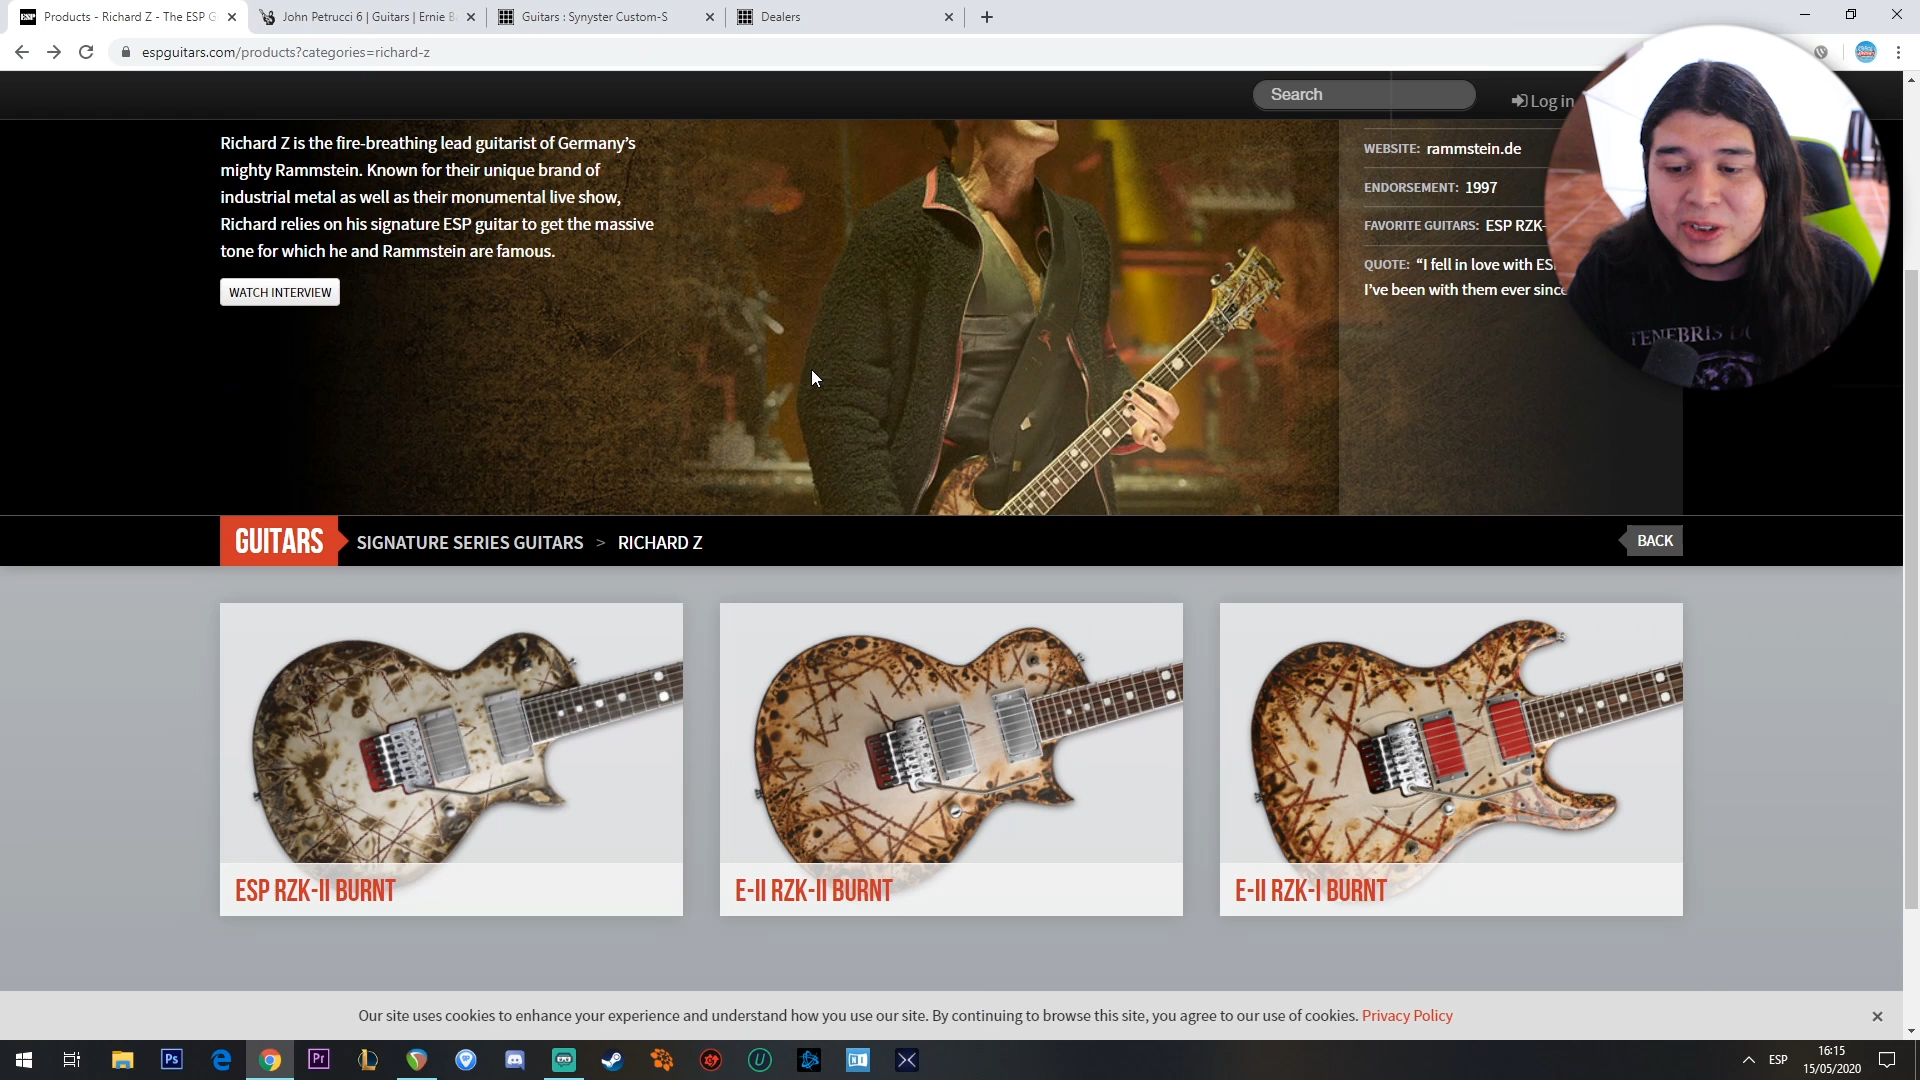 Products - Richard Z - The ESP G
John Petrucci 6 | Guitars | Ernie B
Guitars : Synyster Custom-S
Dealers
espguitars.com/products?categories=richard-z
Search
Log in
Richard Z is the fire-breathing lead guitarist of Germany's
mighty Rammstein. Known for their unique brand of
industrial metal as well as their monumental live show,
Richard relies on his signature ESP guitar to get the massive
tone for which he and Rammstein are famous.
WATCH INTERVIEW
WEBSITE: rammstein.de
ENDORSEMENT: 1997
FAVORITE GUITARS: ESP RZK-
QUOTE: “I fell in love with ES
I've been with them ever since
TENEBRIS
GUITARS
SIGNATURE SERIES GUITARS > RICHARD Z
BACK
ESP RZK-II BURNT
E-II RZK-II BURNT
E-II RZK-I BURNT
Our site uses cookies to enhance your experience and understand how you use our site. By continuing to browse this site, you agree to our use of cookies. Privacy Policy
ESP
16:15
15/05/2020